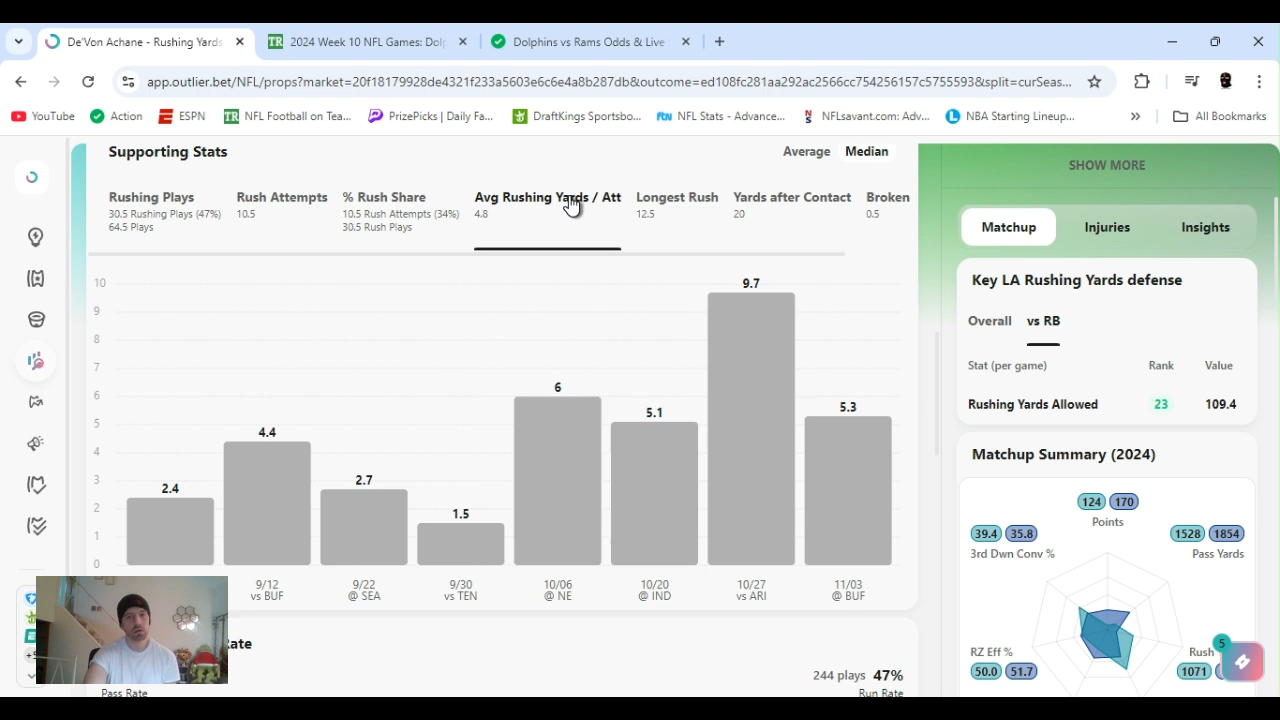 De'Von Achane - Rushing Yards
2024 Week 10 NFL Games: Dol
Dolphins vs Rams Odds & Live
app.outlier.bet/NFL/props?market=20f18179928de4321f233a5603e6c6e4a8b287db&outcome=ed108fc281aa292ac2566cc754256157c5755593&split=curSeas...
YouTube
Action
ESPN
NFL Football on Tea...
PrizePicks | Daily Fa...
DraftKings Sportsbo...
NFL Stats - Advance...
NFLsavant.com: Adv...
NBA Starting Lineup...
All Bookmarks
Supporting Stats
Average
Median
Rushing Plays
30.5 Rushing Plays (47%)
64.5 Plays
Rush Attempts
10.5
% Rush Share
10.5 Rush Attempts (34%)
30.5 Rush Plays
Avg Rushing Yards / Att
4.8
Longest Rush
12.5
Yards after Contact
20
Broken
0.5
10
9
8
7
6
5
4
3
2
1
0
2.4
4.4
2.7
1.5
6
5.1
9.7
5.3
9/12
vs BUF
9/22
@ SEA
9/30
vs TEN
10/06
@ NE
10/20
@ IND
10/27
vs ARI
11/03
@ BUF
ate
244 plays 47%
Pass Rate
Run Rate
SHOW MORE
Matchup
Injuries
Insights
Key LA Rushing Yards defense
Overall
vs RB
Stat (per game)
Rank
Value
Rushing Yards Allowed
23
109.4
Matchup Summary (2024)
124 170
Points
39.4 35.8
3rd Dwn Conv %
1528 1854
Pass Yards
RZ Eff %
50.0 51.7
Rush
1071
5